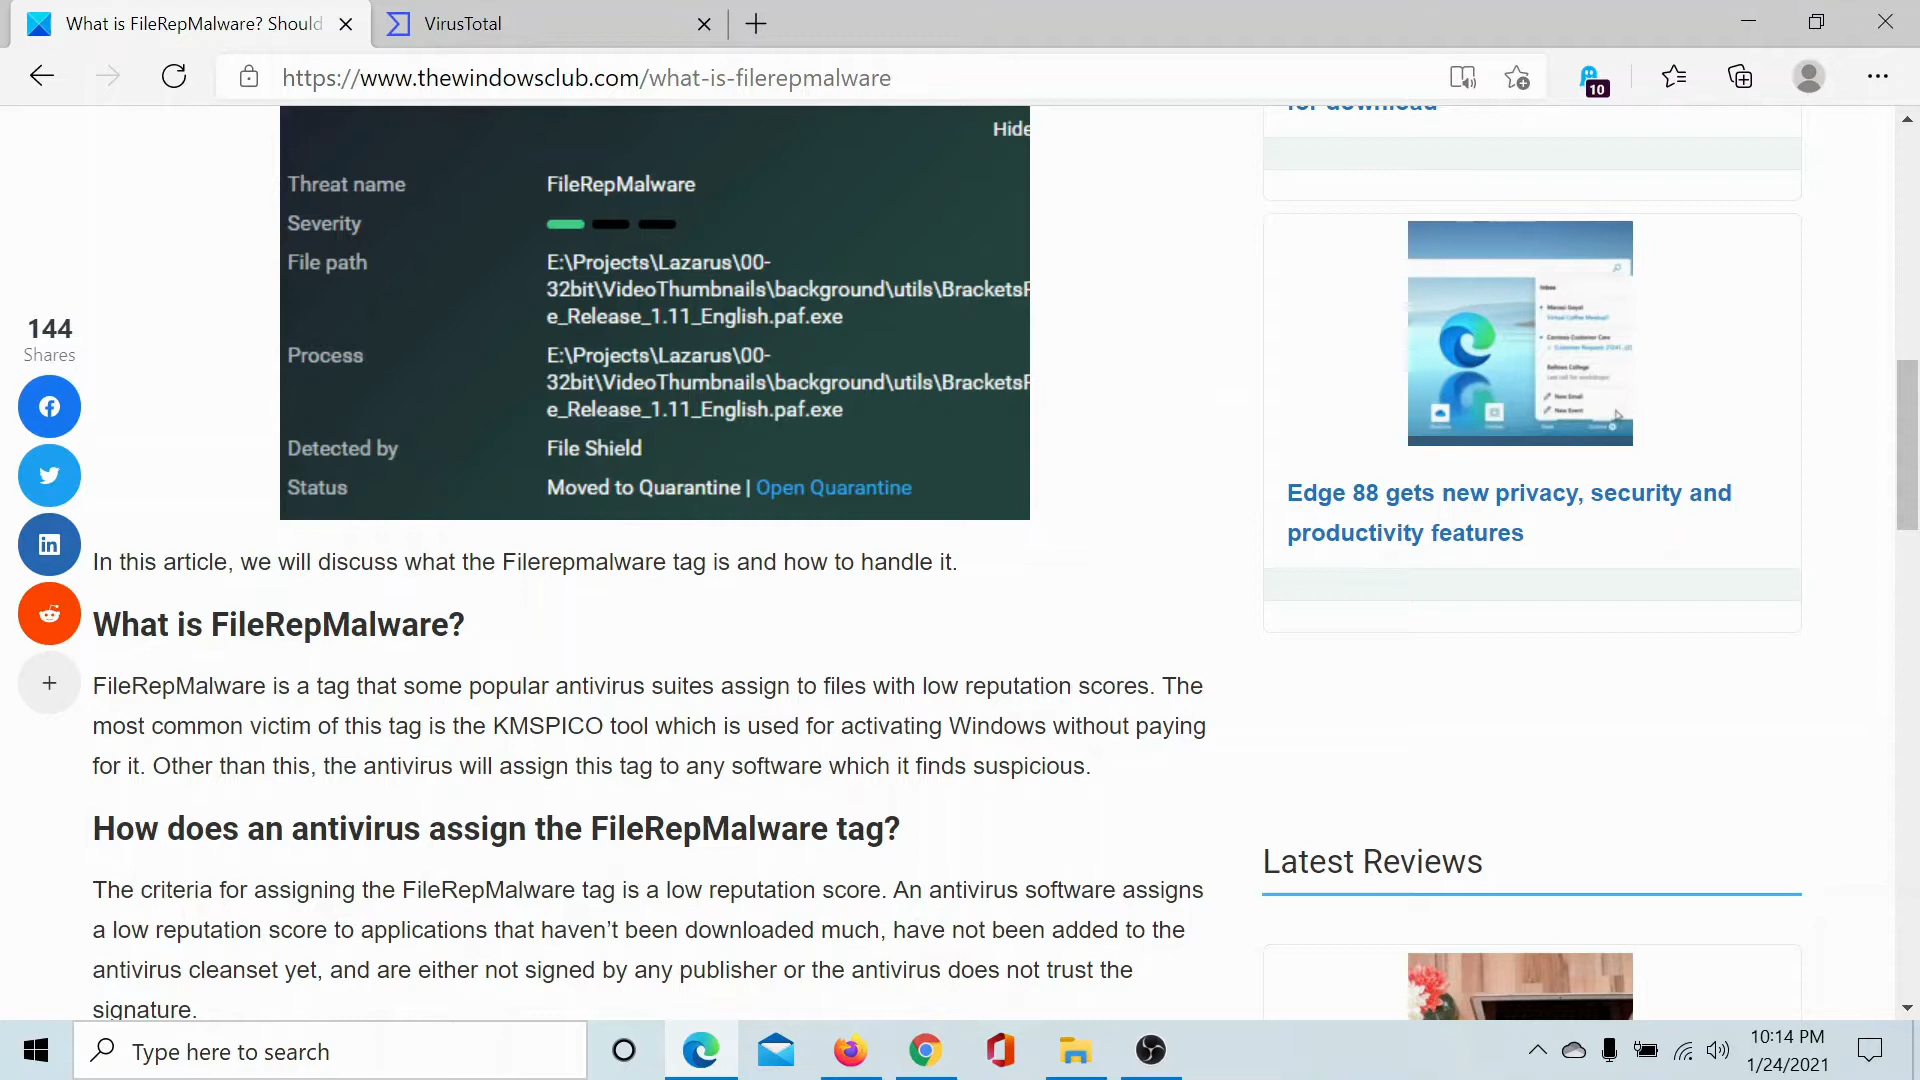 What is FileRepMalware? Should
VirusTotal
https://www.thewindowsclub.com/what-is-filerepmalware
10
for download
Hide
Threat name FileRepMalware
Severity
File path E:\Projects\Lazarus\00-
32bit\VideoThumbnails\background\utils\Brackets
e_Release_1.11_English.paf.exe
Process E:\Projects\Lazarus\00-
32bit\VideoThumbnails\background\utils\Brackets
e_Release_1.11_English.paf.exe
Detected by File Shield
Status Moved to Quarantine | Open Quarantine
144
Shares
In this article, we will discuss what the Filerepmalware tag is and how to handle it.
What is FileRepMalware?
FileRepMalware is a tag that some popular antivirus suites assign to files with low reputation scores. The
most common victim of this tag is the KMSPICO tool which is used for activating Windows without paying
for it. Other than this, the antivirus will assign this tag to any software which it finds suspicious.
How does an antivirus assign the FileRepMalware tag?
The criteria for assigning the FileRepMalware tag is a low reputation score. An antivirus software assigns
a low reputation score to applications that haven’t been downloaded much, have not been added to the
antivirus cleanset yet, and are either not signed by any publisher or the antivirus does not trust the
signature.
Inbox
New Email
New Event
Edge 88 gets new privacy, security and
productivity features
Latest Reviews
Type here to search
10:14 PM
1/24/2021